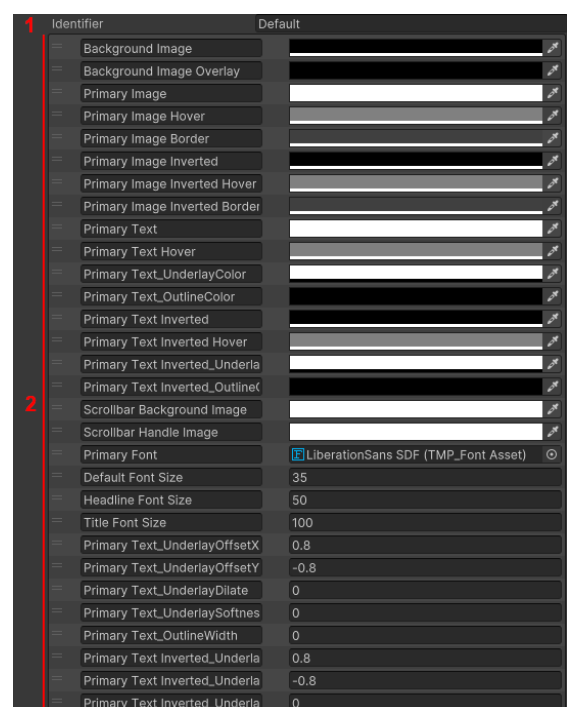 1 Identifier Default
Background Image
Background Image Overlay
Primary Image
Primary Image Hover
Primary Image Border
Primary Image Inverted
Primary Image Inverted Hover
Primary Image Inverted Border
Primary Text
Primary Text Hover
Primary Text_UnderlayColor
Primary Text_OutlineColor
Primary Text Inverted
Primary Text Inverted Hover
Primary Text Inverted_Underla
Primary Text Inverted_Outline(
2 Scrollbar Background Image
Scrollbar Handle Image
Primary Font F LiberationSans SDF (TMP_Font Asset)
Default Font Size 35
Headline Font Size 50
Title Font Size 100
Primary Text_UnderlayOffsetX 0.8
Primary Text_UnderlayOffsetY -0.8
Primary Text_UnderlayDilate 0
Primary Text_UnderlaySoftnes 0
Primary Text_OutlineWidth 0
Primary Text Inverted_Underla 0.8
Primary Text Inverted_Underla -0.8
Primary Text Inverted_Underla 0